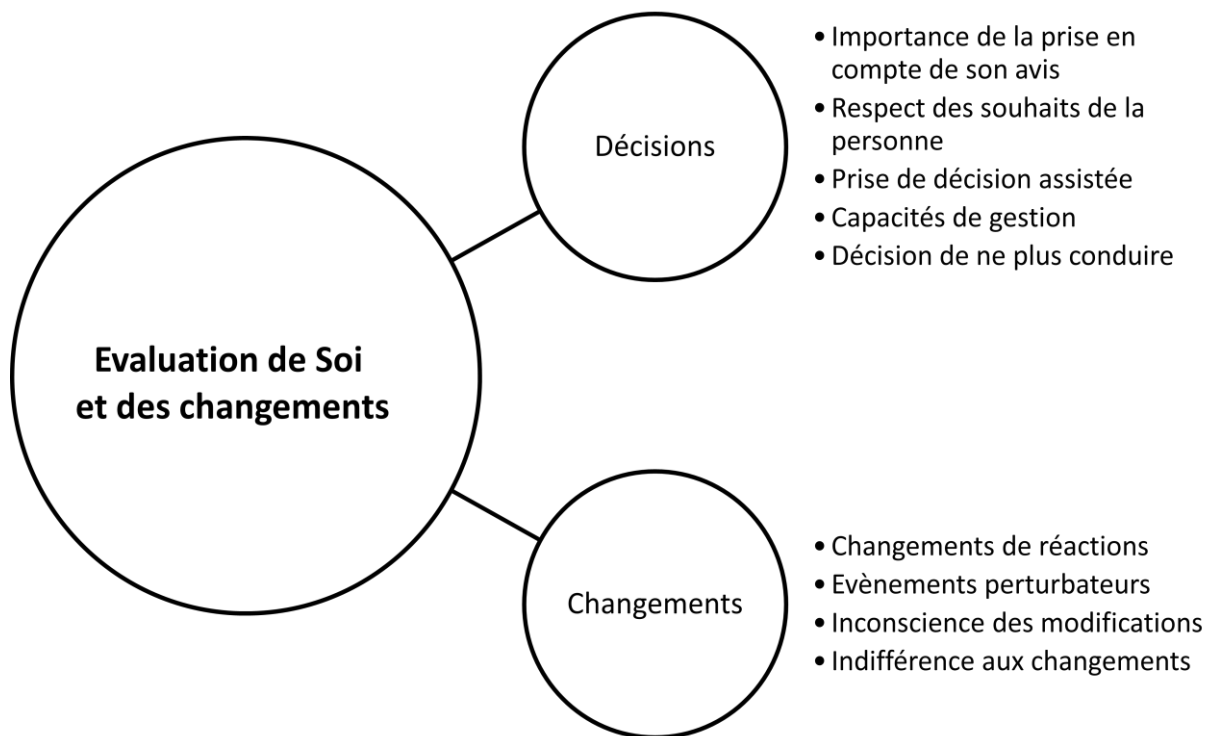 Evaluation de Soi
et des changements
Décisions
• Importance de la prise en
compte de son avis
• Respect des souhaits de la
personne
• Prise de décision assistée
• Capacités de gestion
• Décision de ne plus conduire
Changements
• Changements de réactions
• Evènements perturbateurs
• Inconscience des modifications
• Indifférence aux changements